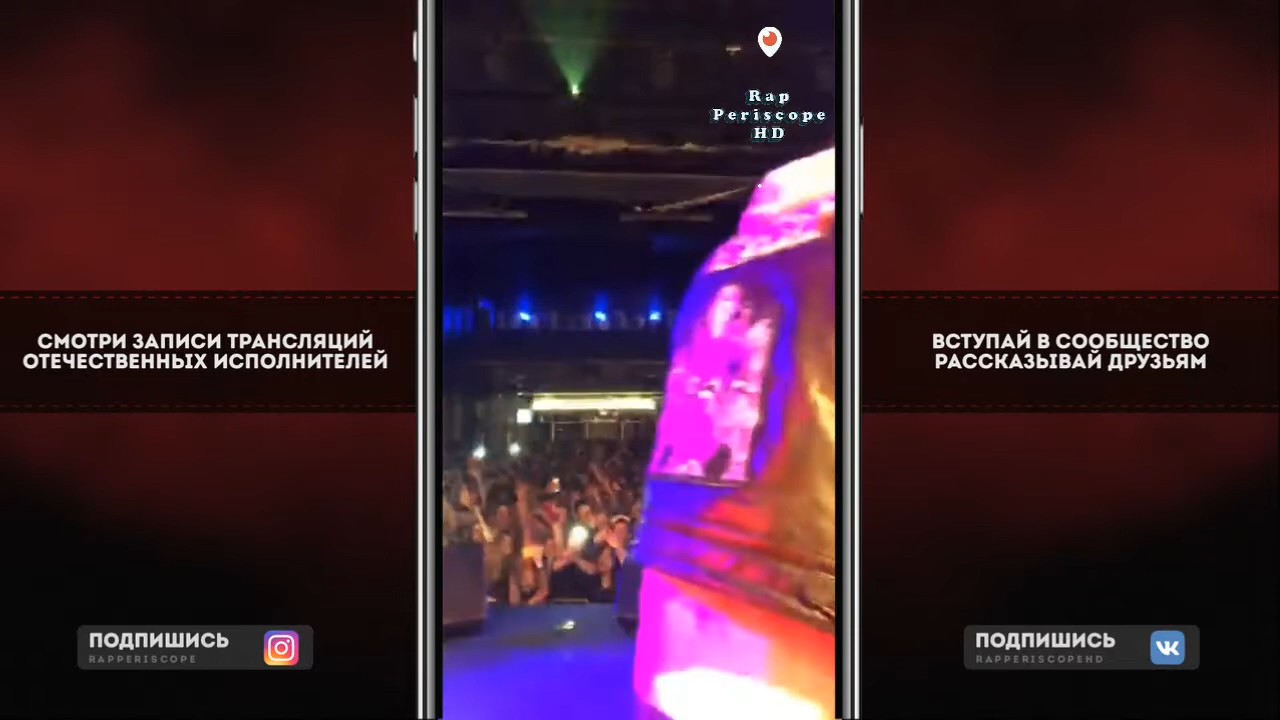 Rap
Periscope
HD
СМОТРИ ЗАПИСИ ТРАНСЛЯЦИЙ
ОТЕЧЕСТВЕННЫХ ИСПОЛНИТЕЛЕЙ
ВСТУПАЙ В СООБЩЕСТВО
РАССКАЗЫВАЙ ДРУЗЬЯМ
ПОДПИШИСЬ
RAPPERISCOPE
ПОДПИШИСЬ
RAPPERISCOPEHD